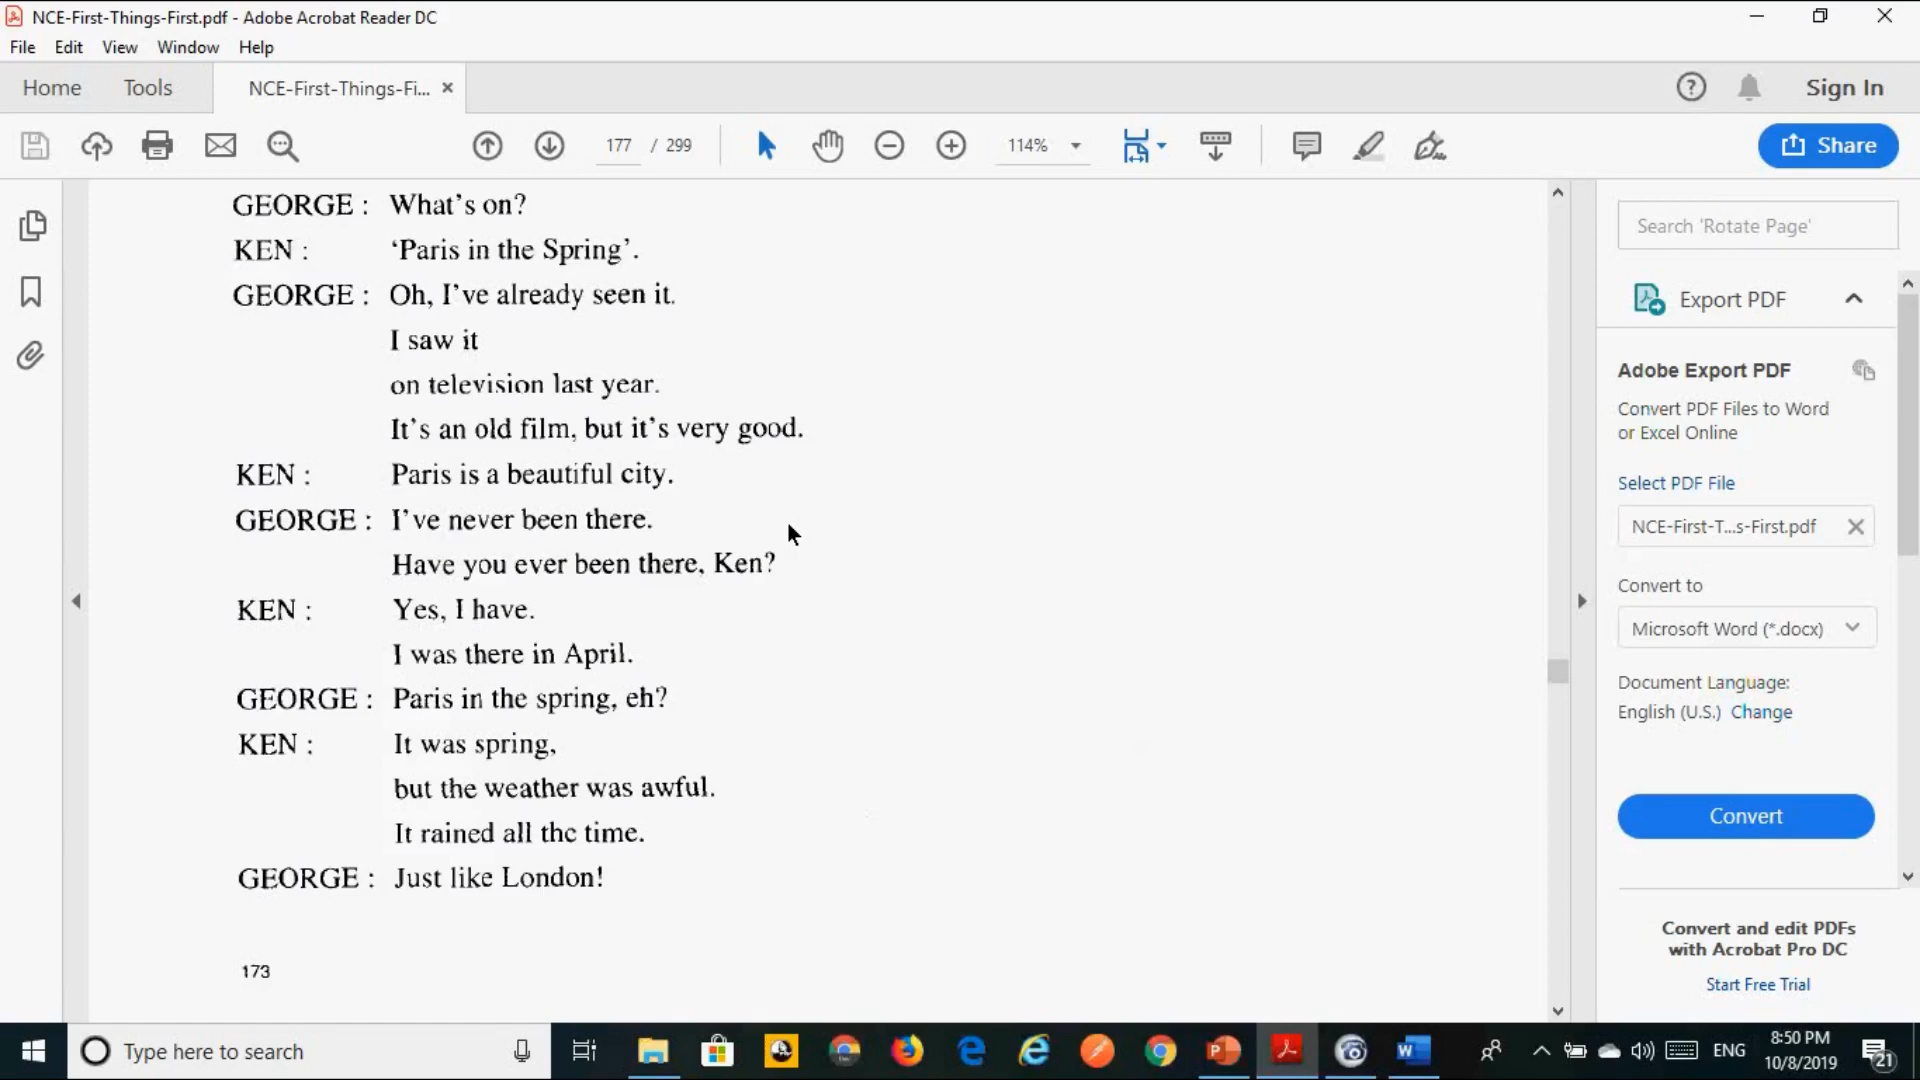 NCE-First-Things-First.pdf - Adobe Acrobat Reader DC
File Edit View Window Help
Home Tools NCE-First-Things-Fi... × Sign In
177 / 299 114% Share
GEORGE : What's on?
KEN : ‘Paris in the Spring’.
GEORGE : Oh, I've already seen it.
I saw it
on television last year.
It's an old film, but it's very good.
KEN : Paris is a beautiful city.
GEORGE : I've never been there.
Have you ever been there, Ken?
KEN : Yes, I have.
I was there in April.
GEORGE : Paris in the spring, eh?
KEN : It was spring,
but the weather was awful.
It rained all the time.
GEORGE : Just like London!
173
Search 'Rotate Page'
Export PDF
Adobe Export PDF
Convert PDF Files to Word
or Excel Online
Select PDF File
NCE-First-T...s-First.pdf
Convert to
Microsoft Word (*.docx)
Document Language:
English (U.S.) Change
Convert
Convert and edit PDFs
with Acrobat Pro DC
Start Free Trial
Type here to search
ENG
8:50 PM
10/8/2019
21